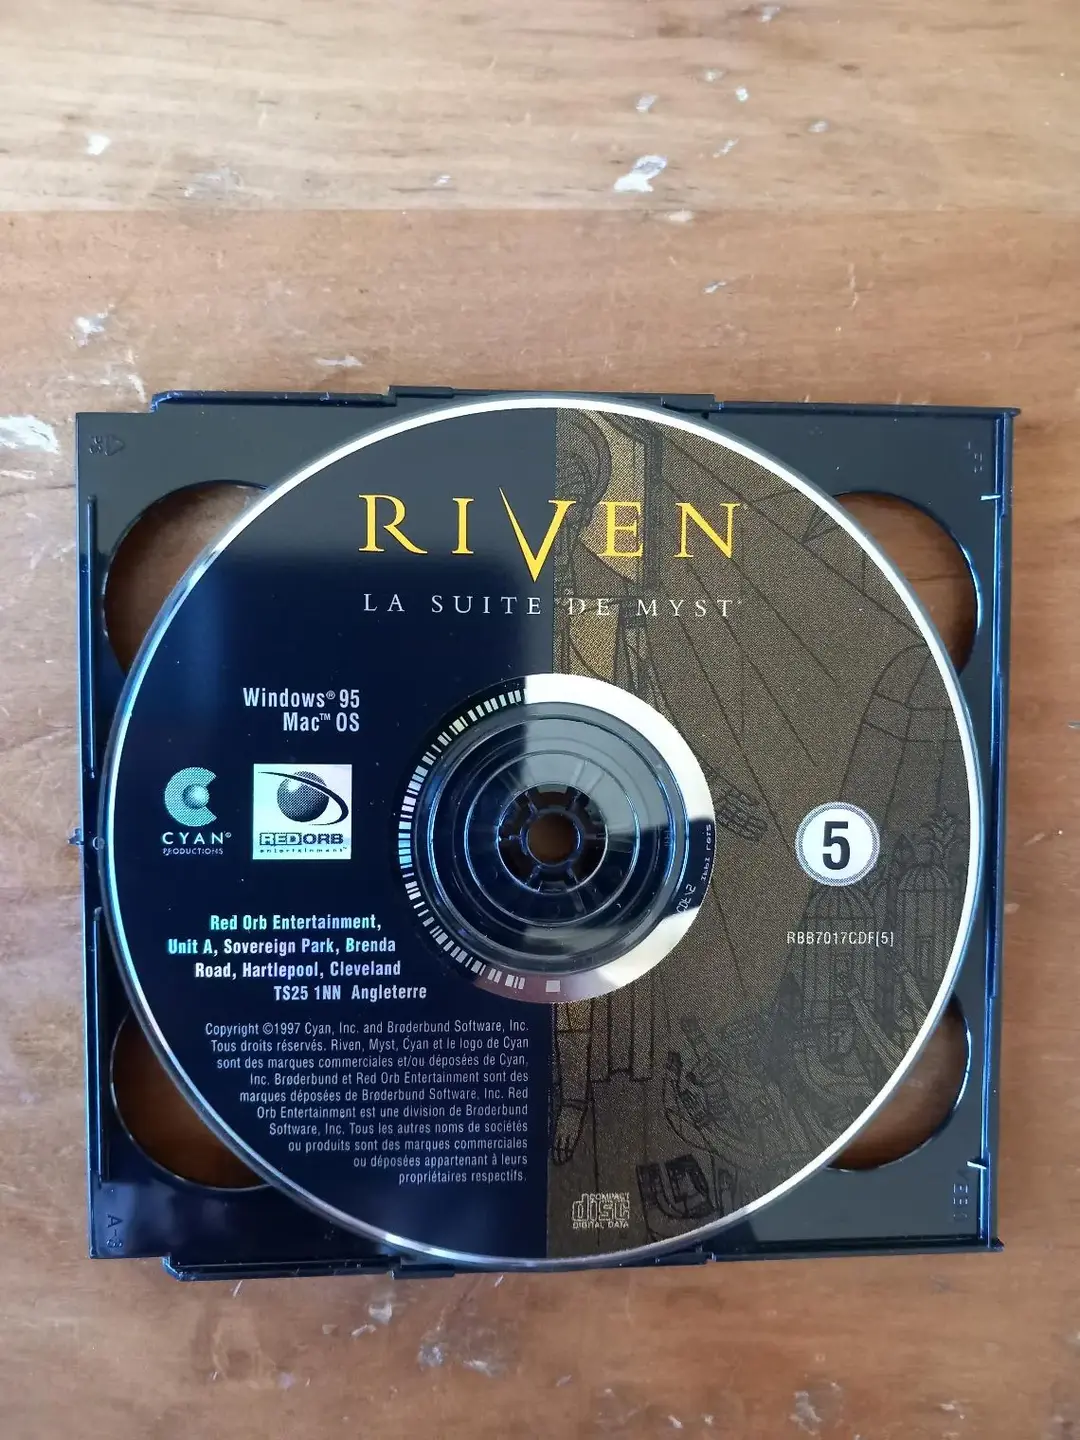 RIVEN
LA SUITE DE MYST
Windows® 95
Mac™ OS
CYAN®
PRODUCTIONS
RED ORB
entertainment™
5
RBB7017CDF[5]
Red Orb Entertainment,
Unit A, Sovereign Park, Brenda
Road, Hartlepool, Cleveland
TS25 1NN Angleterre
Copyright ©1997 Cyan, Inc. and Brøderbund Software, Inc.
Tous droits réservés. Riven, Myst, Cyan et le logo de Cyan
sont des marques commerciales et/ou déposées de Cyan,
Inc. Brøderbund et Red Orb Entertainment sont des
marques déposées de Brøderbund Software, Inc. Red
Orb Entertainment est une division de Brøderbund
Software, Inc. Tous les autres noms de sociétés
ou produits sont des marques commerciales
ou déposées appartenant à leurs
propriétaires respectifs.
COMPACT
disc
DIGITAL DATA